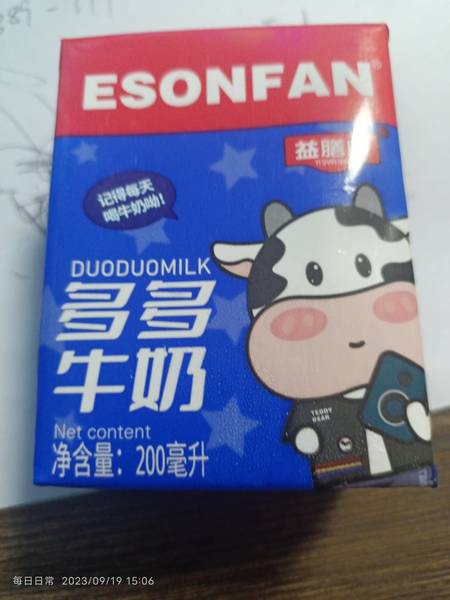 ESONFAN®
益膳
记得每天
喝牛奶呦!
DUODUOMILK
多多
牛奶
TEDDY
BEAR
Net content
净含量：200毫升
每日日常 2023/09/19 15:06